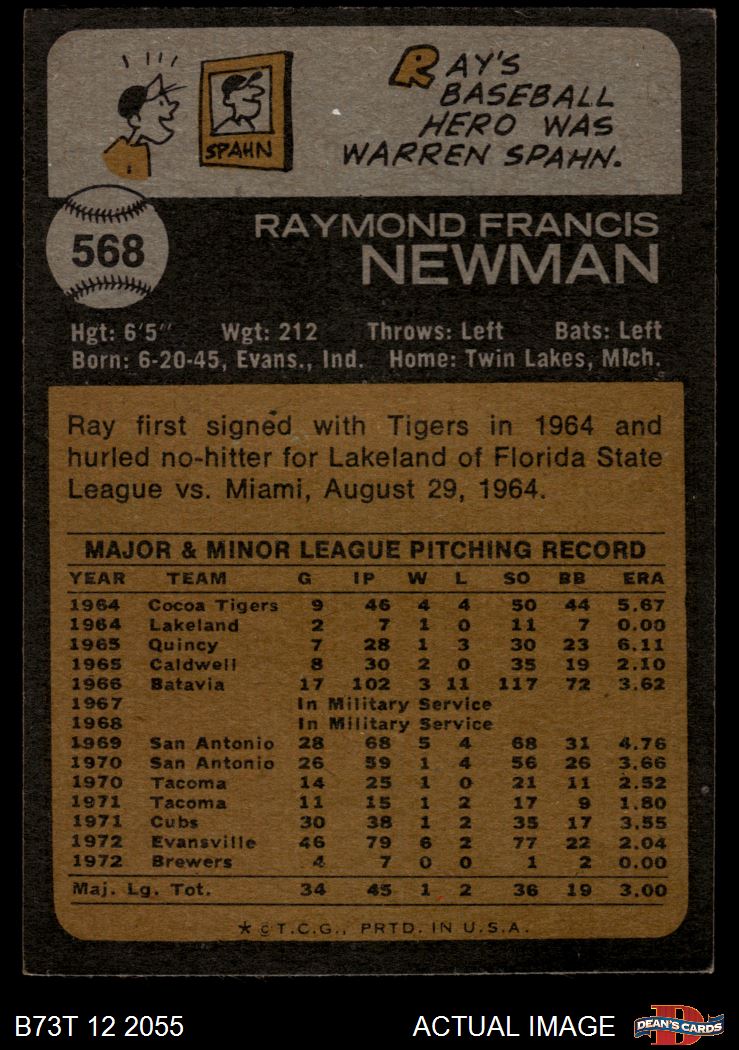 RAY'S
BASEBALL
HERO WAS
WARREN SPAHN.
SPAHN
568
RAYMOND FRANCIS
NEWMAN
Hgt: 6'5" Wgt: 212 Throws: Left Bats: Left
Born: 6-20-45, Evans., Ind. Home: Twin Lakes, Mich.
Ray first signed with Tigers in 1964 and
hurled no-hitter for Lakeland of Florida State
League vs. Miami, August 29, 1964.
MAJOR & MINOR LEAGUE PITCHING RECORD
YEAR TEAM G IP W L SO BB ERA
1964 Cocoa Tigers 9 46 4 4 50 44 5.67
1964 Lakeland 2 7 1 0 11 7 0.00
1965 Quincy 7 28 1 3 30 23 6.11
1965 Caldwell 8 30 2 0 35 19 2.10
1966 Batavia 17 102 3 11 117 72 3.62
1967 In Military Service
1968 In Military Service
1969 San Antonio 28 68 5 4 68 31 4.76
1970 San Antonio 26 59 1 4 56 26 3.66
1970 Tacoma 14 25 1 0 21 11 2.52
1971 Tacoma 11 15 1 2 17 9 1.80
1971 Cubs 30 38 1 2 35 17 3.55
1972 Evansville 46 79 6 2 77 22 2.04
1972 Brewers 4 7 0 0 1 2 0.00
Maj. Lg. Tot. 34 45 1 2 36 19 3.00
★ © T.C.G., PRTD. IN U.S.A.
B73T 12 2055 ACTUAL IMAGE DEAN'S CARDS